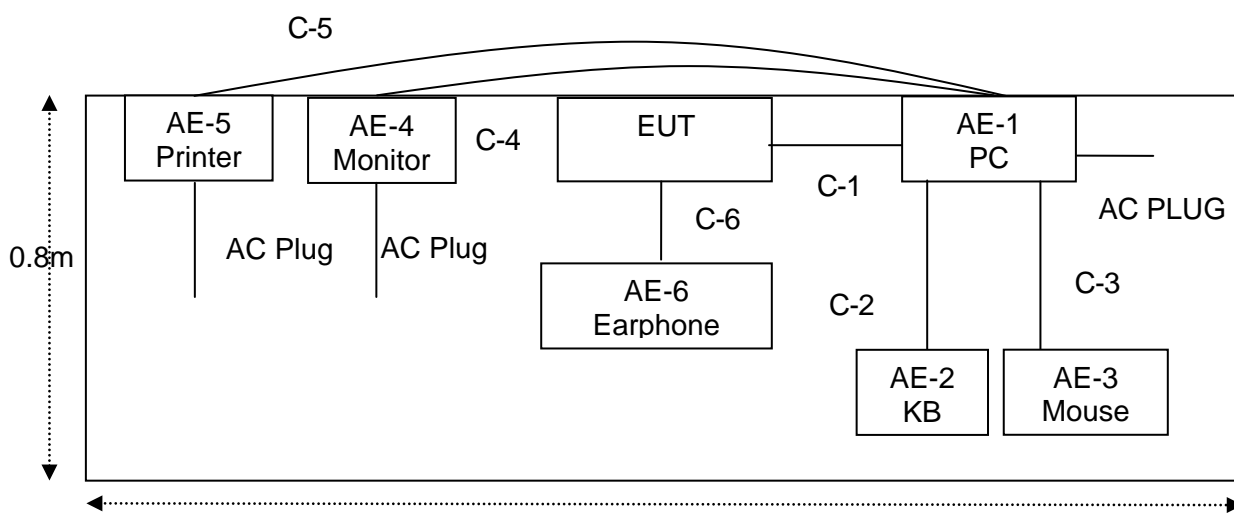 C-5
AE-5
Printer
AE-4
Monitor
C-4
EUT
AE-1
PC
C-1
AC PLUG
C-6
AC Plug
AC Plug
0.8m
AE-6
Earphone
C-2
C-3
AE-2
KB
AE-3
Mouse